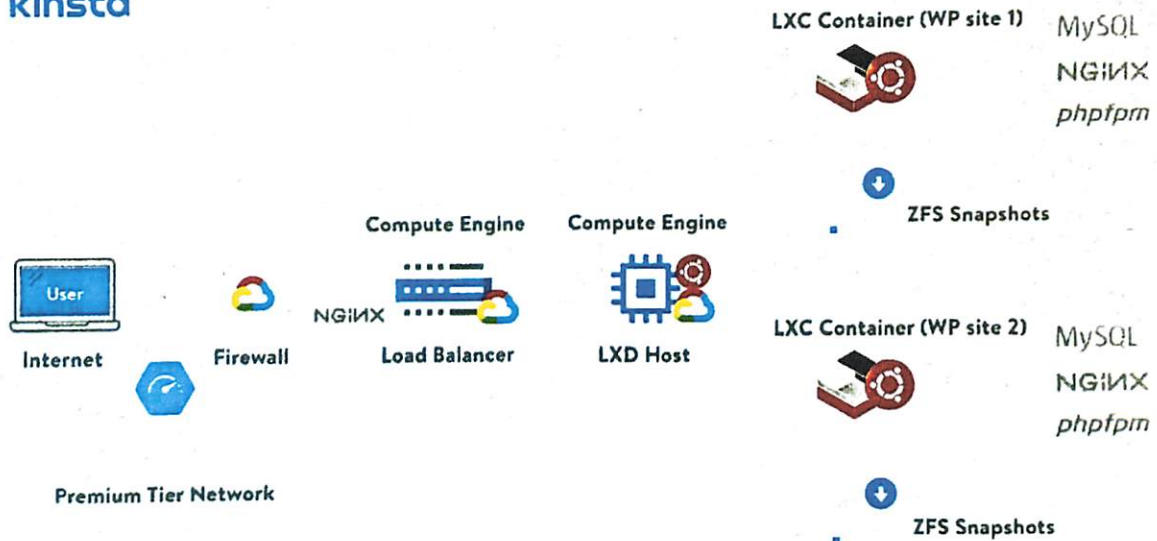 kinsta
LXC Container (WP site 1)
MySQL
NGINX
phpfpm
ZFS Snapshots
Compute Engine
Compute Engine
User
NGINX
Internet
Firewall
Load Balancer
LXD Host
LXC Container (WP site 2)
MySQL
NGINX
phpfpm
Premium Tier Network
ZFS Snapshots